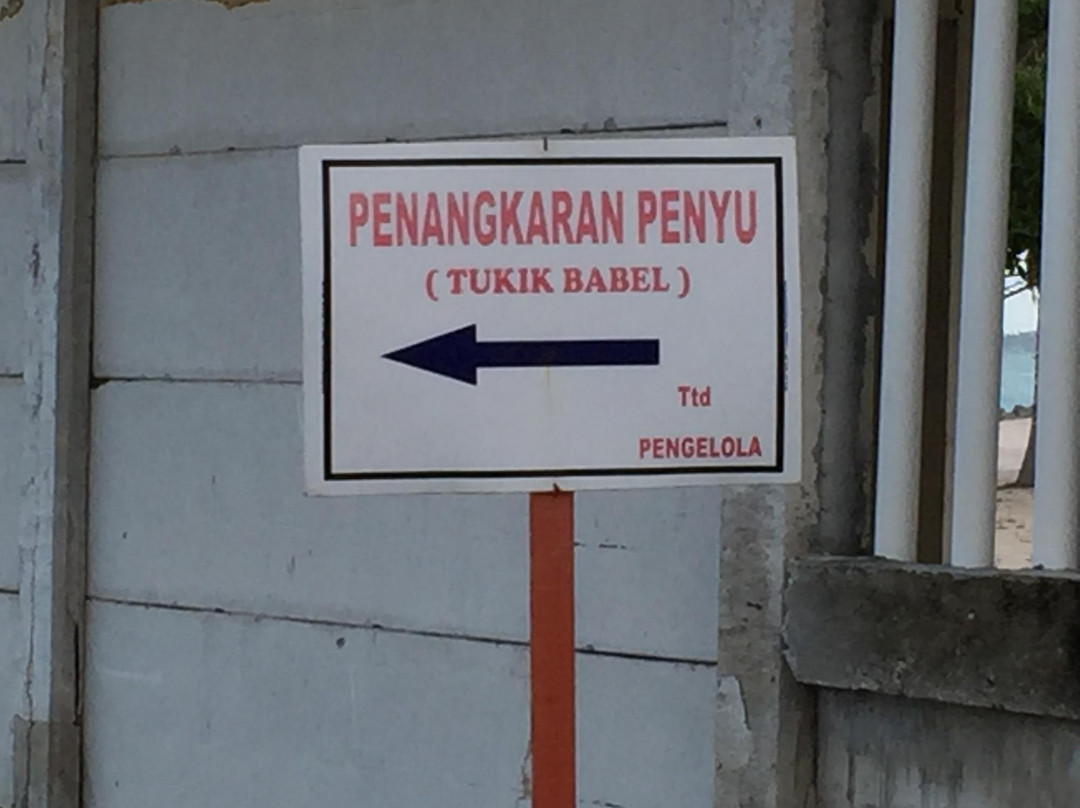 PENANGKARAN PENYU
( TUKIK BABEL )
Ttd
PENGELOLA